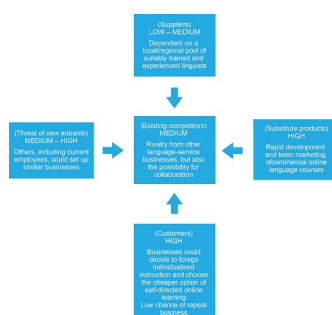 (Suppliers)
LOW – MEDIUM
Dependent on a
local/regional pool of
suitably trained and
experienced linguists
(Threat of new entrants)
MEDIUM – HIGH
Others, including current
employees, could set up
similar businesses
(Existing competitors)
MEDIUM
Rivalry from other
language-service
businesses, but also
the possibility for
collaboration
(Substitute products)
HIGH
Rapid development
and keen marketing
ofcommercial online
language courses
(Customers)
HIGH
Businesses could
decide to forego
individualised
instruction and choose
the cheaper option of
self-directed online
learning
Low chance of repeat
business